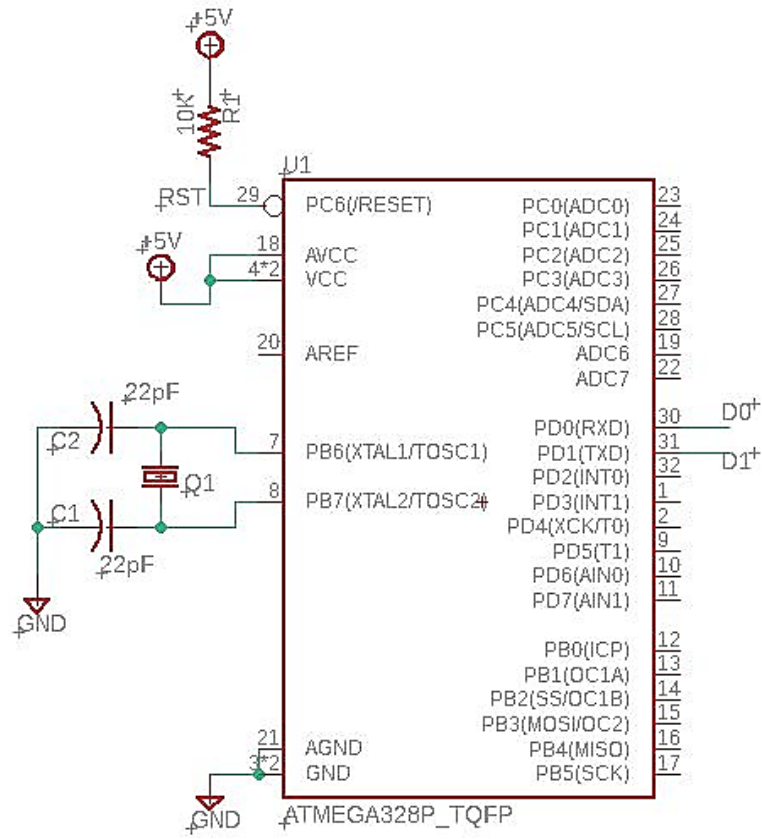 +5V
10K
R1
U1
RST
29
PC6(/RESET)
PC0(ADC0)
23
PC1(ADC1)
24
+5V
18
AVCC
PC2(ADC2)
25
4*2
VCC
PC3(ADC3)
26
PC4(ADC4/SDA)
27
PC5(ADC5/SCL)
28
20
AREF
ADC6
19
ADC7
22
22pF
C2
7
PB6(XTAL1/TOSC1)
PD0(RXD)
30
D0
PD1(TXD)
31
D1
PD2(INT0)
32
Q1
8
PB7(XTAL2/TOSC2)
PD3(INT1)
1
C1
PD4(XCK/T0)
2
22pF
PD5(T1)
9
PD6(AIN0)
10
PD7(AIN1)
11
GND
PB0(ICP)
12
PB1(OC1A)
13
PB2(SS/OC1B)
14
PB3(MOSI/OC2)
15
21
AGND
PB4(MISO)
16
3*2
GND
PB5(SCK)
17
GND
ATMEGA328P_TQFP